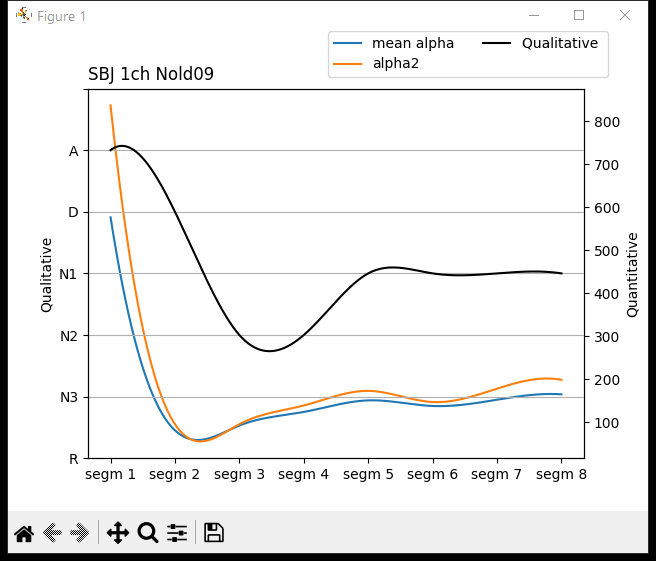 Figure 1
mean alpha
alpha2
Qualitative
SBJ 1ch Nold09
A
D
N1
N2
N3
R
Qualitative
800
700
600
500
400
300
200
100
Quantitative
segm 1 segm 2 segm 3 segm 4 segm 5 segm 6 segm 7 segm 8